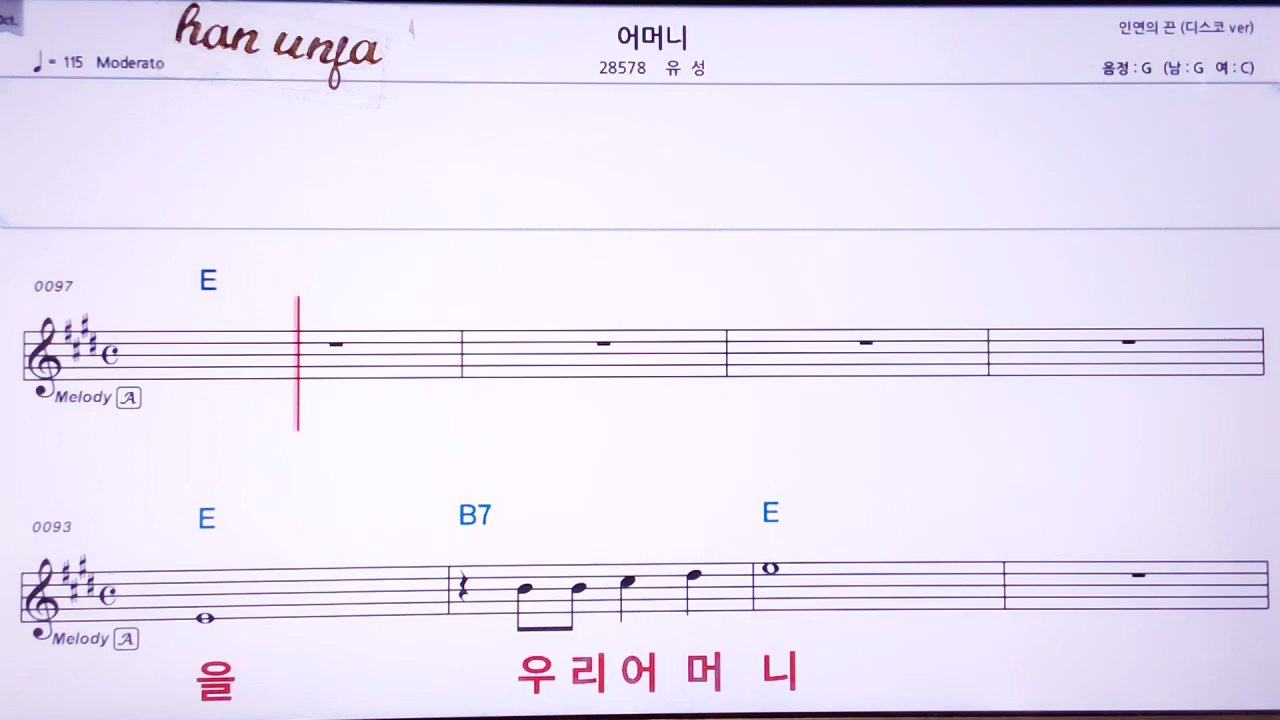 han unfa
어머니
인연의 끈 (디스코 ver)
♩= 115 Moderato
28578 유 성
음정 : G (남 : G 여 : C)
0097
E
Melody A
0093
E B7 E
Melody A
을 우 리 어 머 니